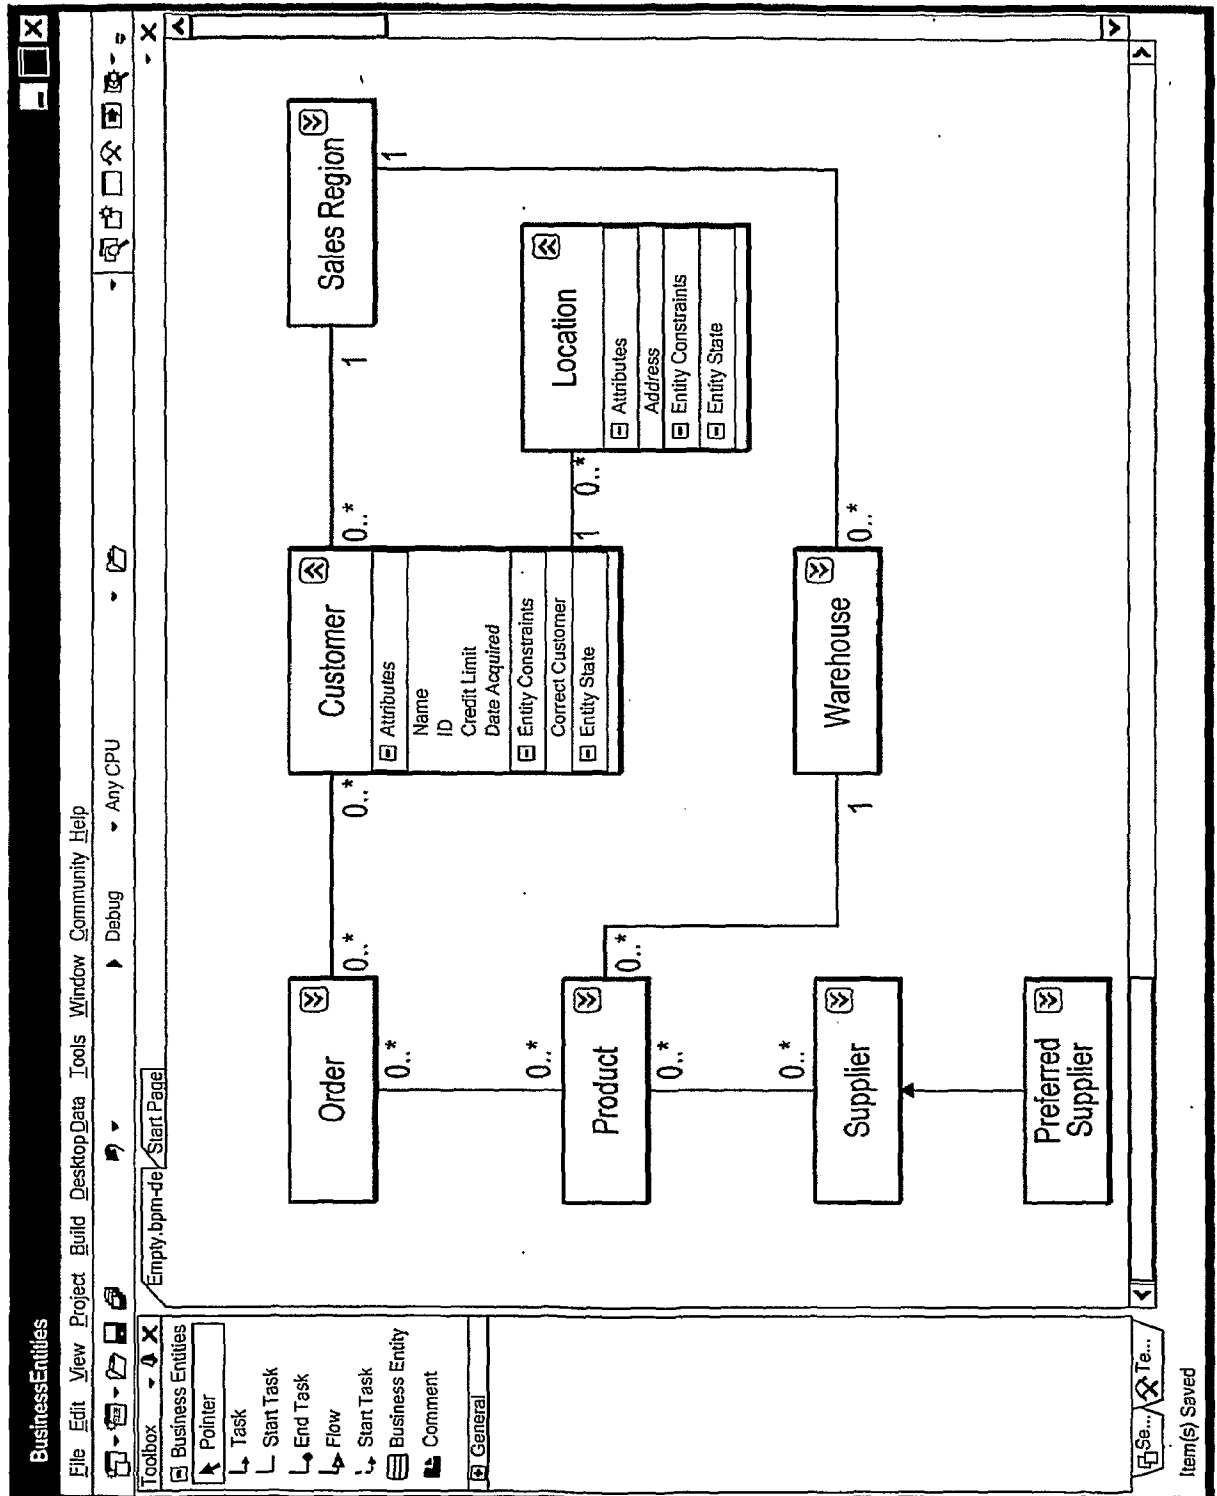 BusinessEntities
File Edit View Project Build DesktopData Tools Window Community Help
Debug Any CPU
Toolbox
Empty.bpm-de Start Page
Business Entities
Pointer
Task
Start Task
End Task
Flow
Start Task
Business Entity
Comment
General
Order
0..*
0..*
0..*
Customer
Attributes
Name
ID
Credit Limit
Date Acquired
Entity Constraints
Correct Customer
Entity State
0..*
1
Sales Region
1
1
0..*
Location
Attributes
Address
Entity Constraints
Entity State
0..*
Product
0..*
0..*
0..*
Supplier
1
Warehouse
0..*
Preferred
Supplier
Se... Te...
Item(s) Saved